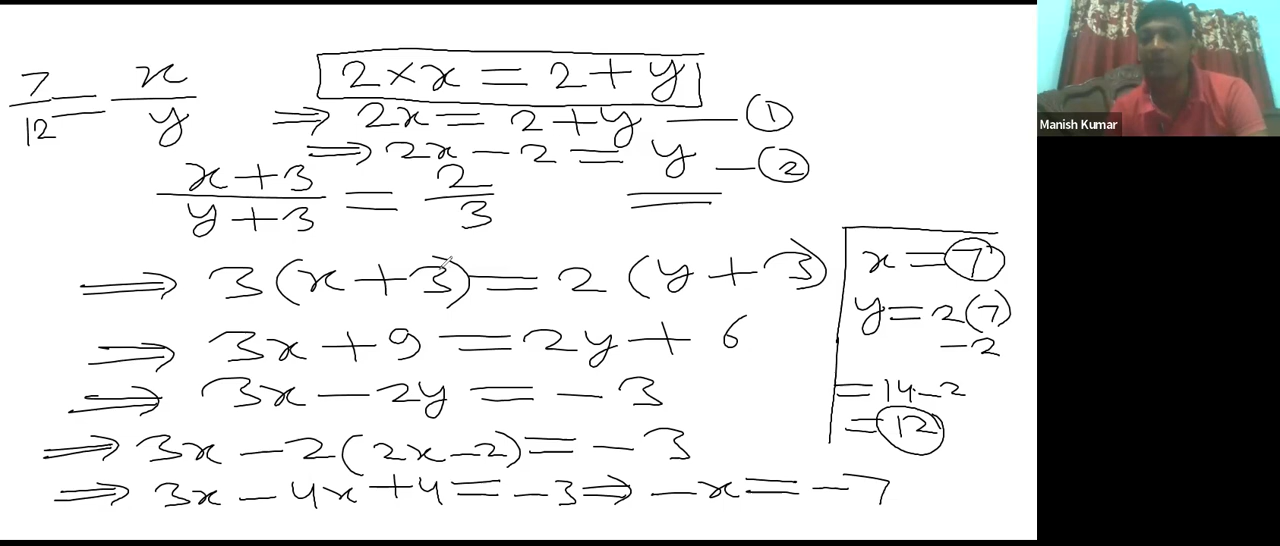 7/12 = x/y
2 × x = 2 + y
⇒ 2x = 2 + y — ①
⇒ 2x − 2 = y — ②
x + 3 / y + 3 = 2/3
⇒ 3(x + 3) = 2(y + 3)
⇒ 3x + 9 = 2y + 6
⇒ 3x − 2y = − 3
⇒ 3x − 2(2x − 2) = − 3
⇒ 3x − 4x + 4 = − 3 ⇒ − x = − 7
x = 7
y = 2(7)
− 2
= 14 − 2
= 12
Manish Kumar